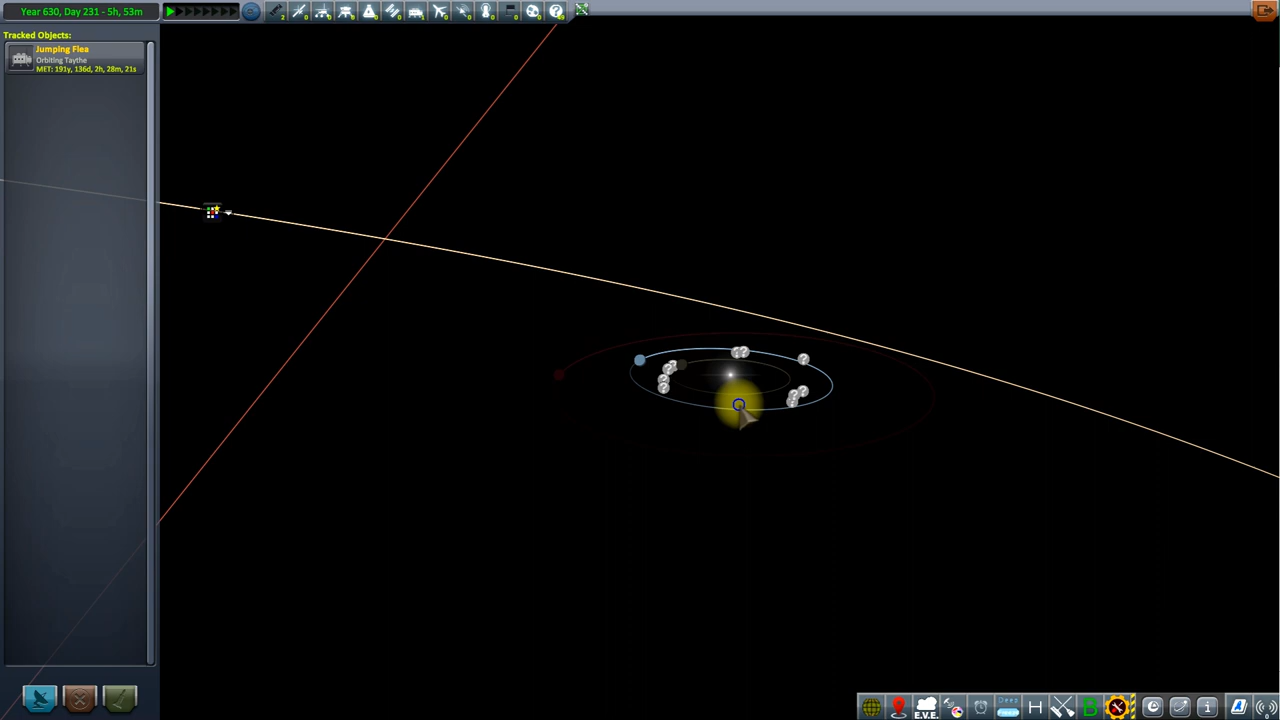 Year 630, Day 231 - 5h, 53m
Tracked Objects:
Jumping Flea
Orbiting Taythe
MET: 191y, 136d, 2h, 28m, 21s
E.V.E.
H
B